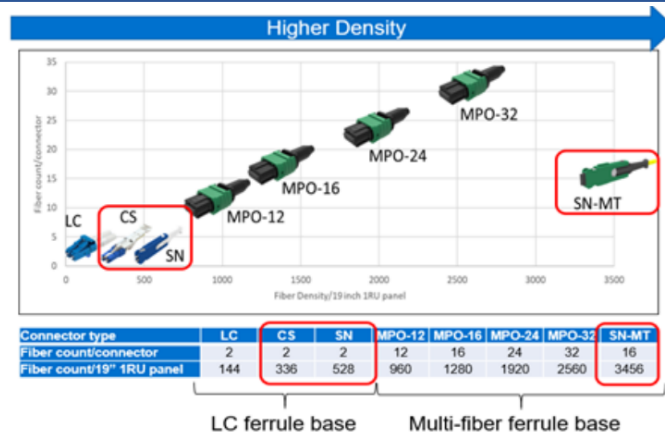 Higher Density
35
30
25
20
15
10
5
0
Fiber count/connector
MPO-32
MPO-24
MPO-16
MPO-12
LC
CS
SN
SN-MT
0 500 1000 1500 2000 2500 3000 3500
Fiber Density/19 inch 1RU panel
Connector type LC CS SN MPO-12 MPO-16 MPO-24 MPO-32 SN-MT
Fiber count/connector 2 2 2 12 16 24 32 16
Fiber count/19" 1RU panel 144 336 528 960 1280 1920 2560 3456
LC ferrule base Multi-fiber ferrule base